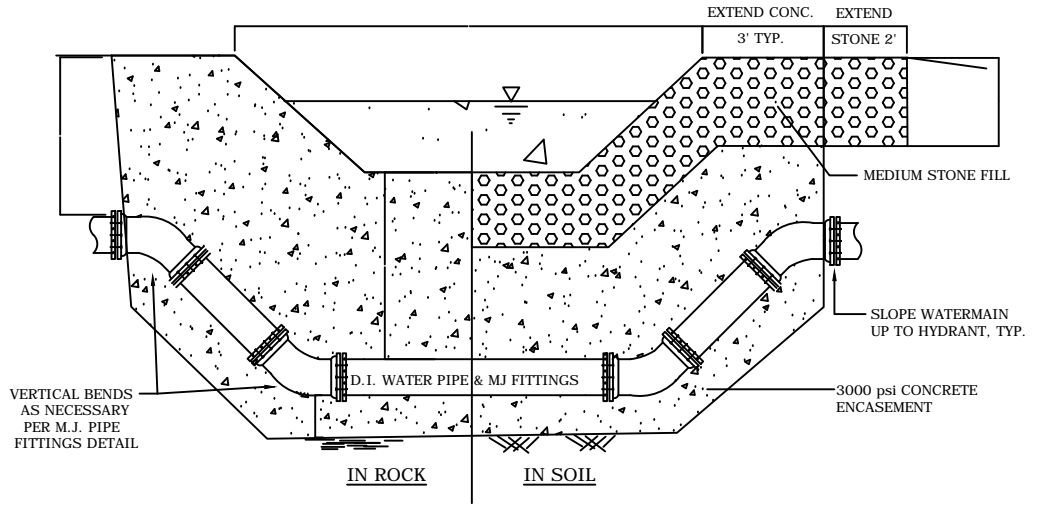 EXTEND CONC.
3' TYP.
EXTEND
STONE 2'
MEDIUM STONE FILL
SLOPE WATERMAIN
UP TO HYDRANT, TYP.
D.I. WATER PIPE & MJ FITTINGS
VERTICAL BENDS
AS NECESSARY
PER M.J. PIPE
FITTINGS DETAIL
3000 psi CONCRETE
ENCASEMENT
IN ROCK
IN SOIL